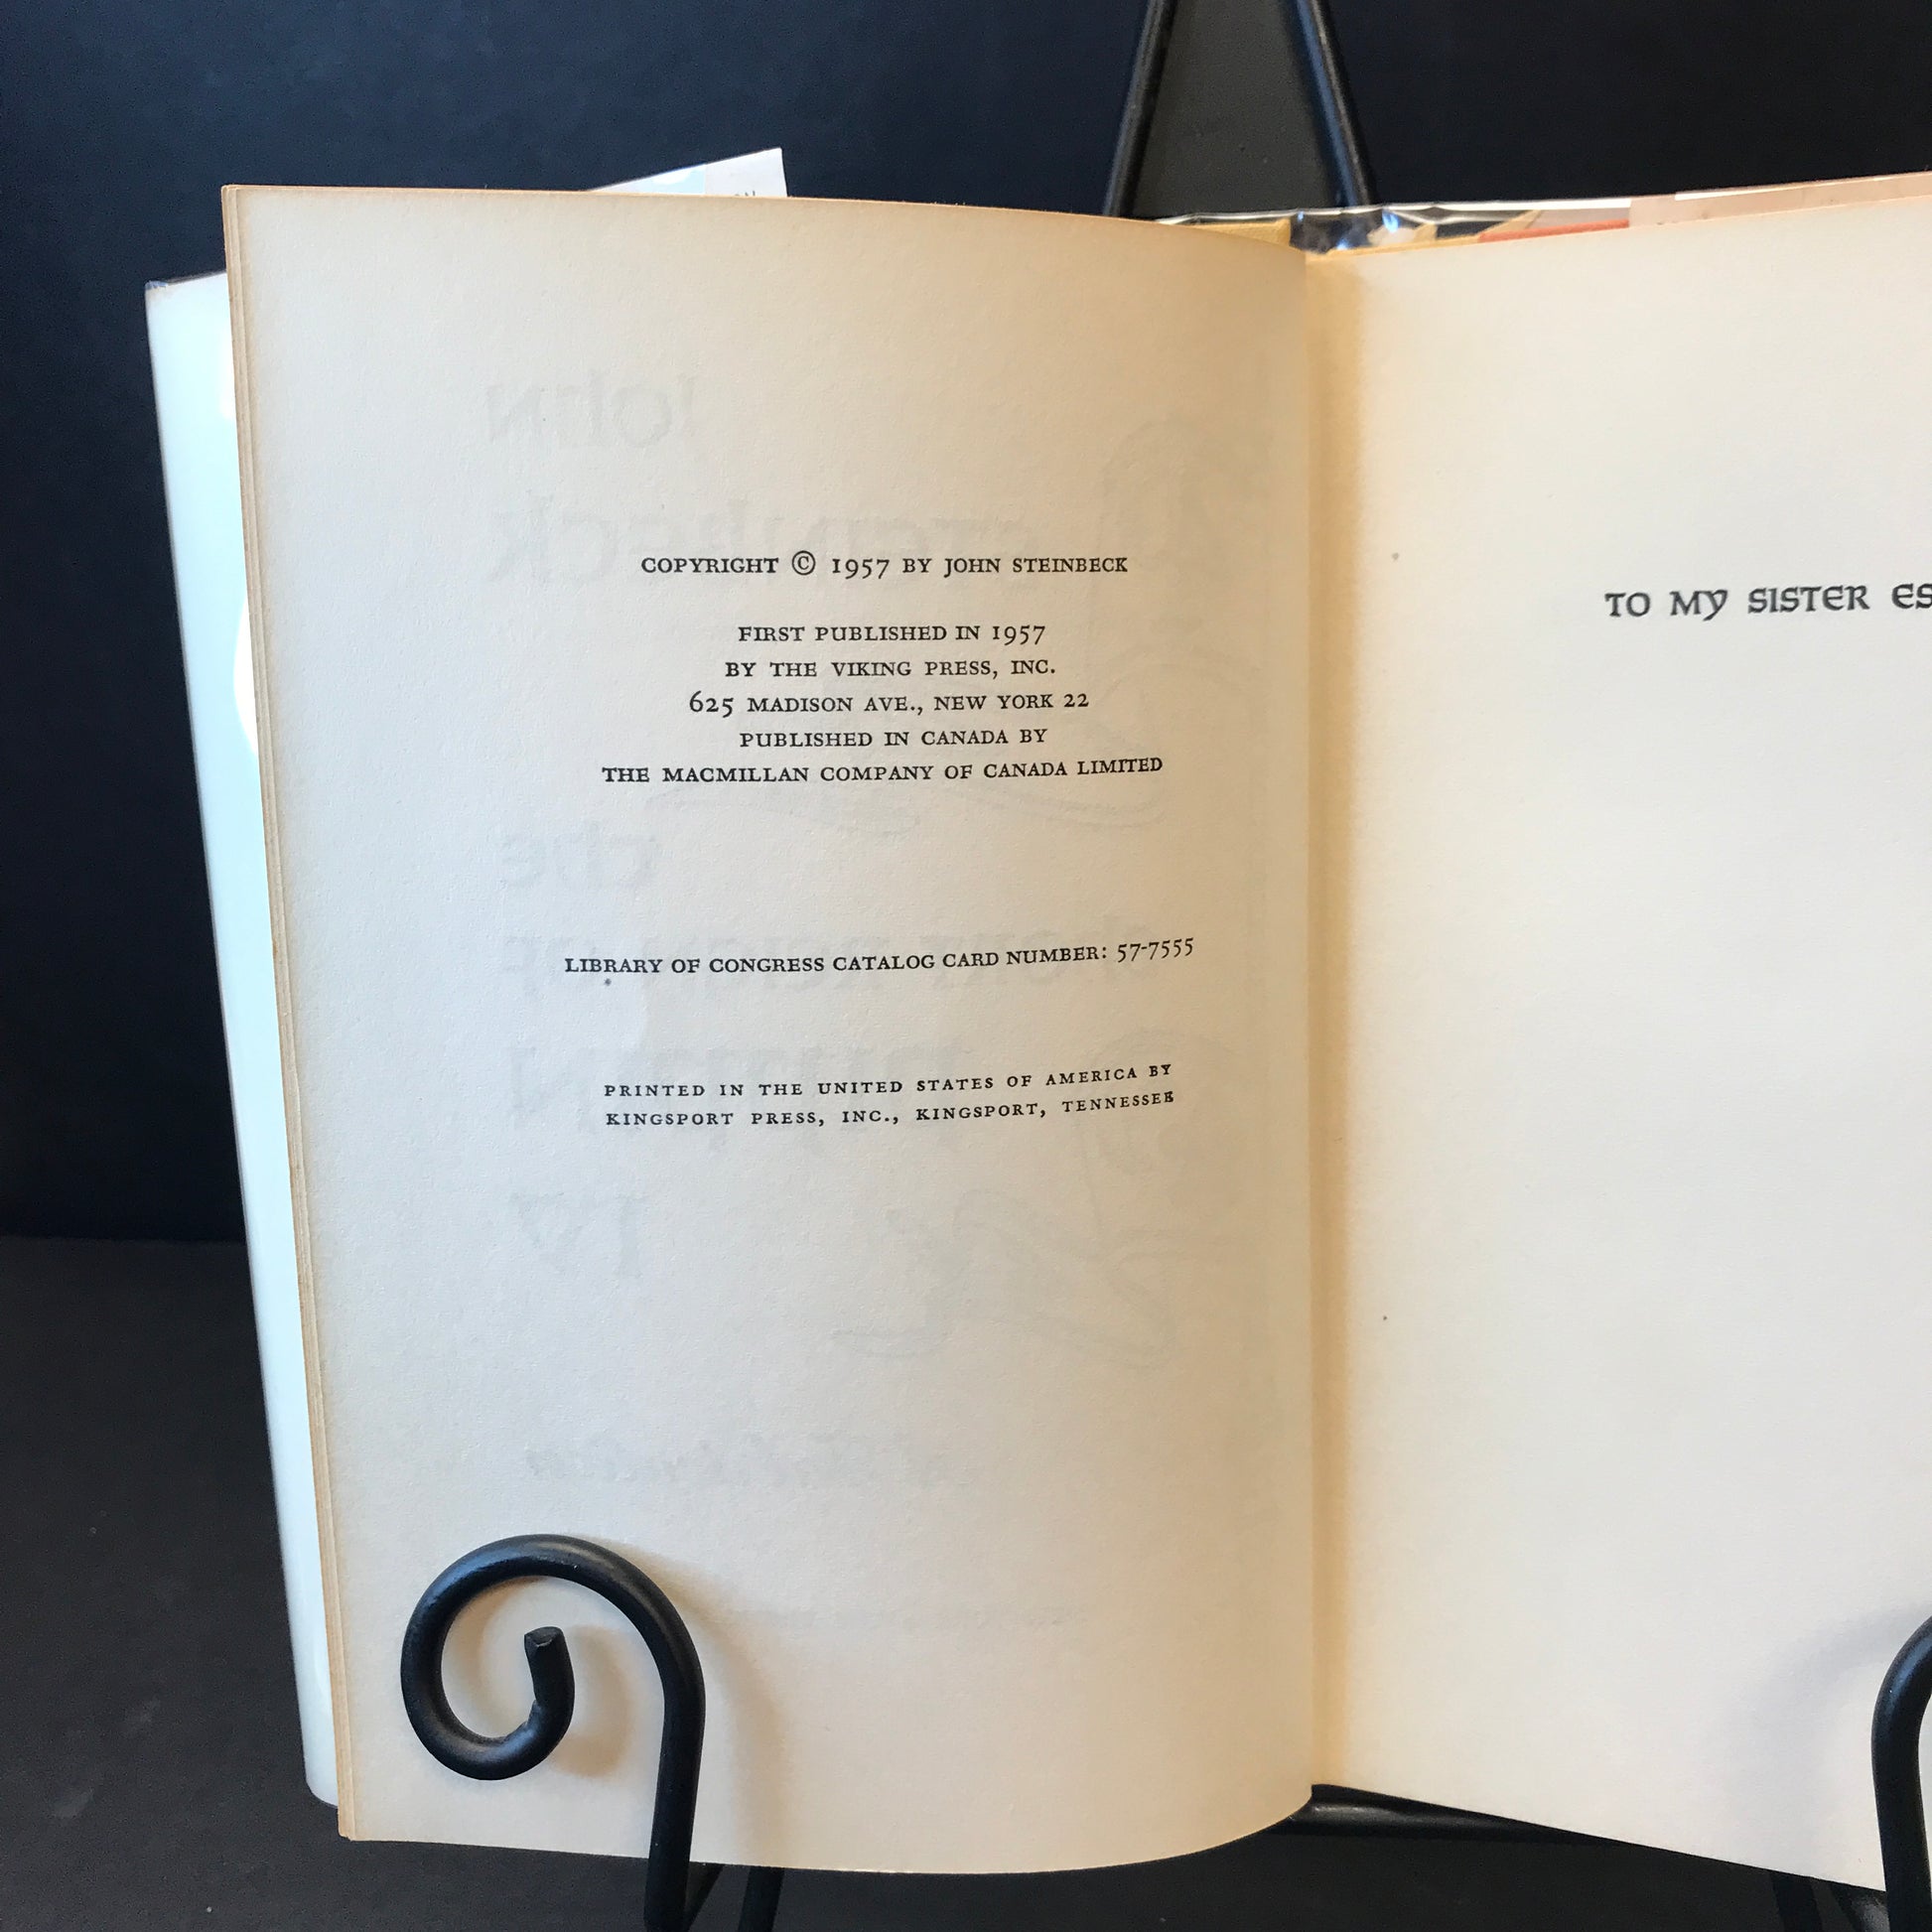 COPYRIGHT © 1957 BY JOHN STEINBECK
FIRST PUBLISHED IN 1957
BY THE VIKING PRESS, INC.
625 MADISON AVE., NEW YORK 22
PUBLISHED IN CANADA BY
THE MACMILLAN COMPANY OF CANADA LIMITED
LIBRARY OF CONGRESS CATALOG CARD NUMBER: 57-7555
PRINTED IN THE UNITED STATES OF AMERICA BY
KINGSPORT PRESS, INC., KINGSPORT, TENNESSEE
TO MY SISTER ES